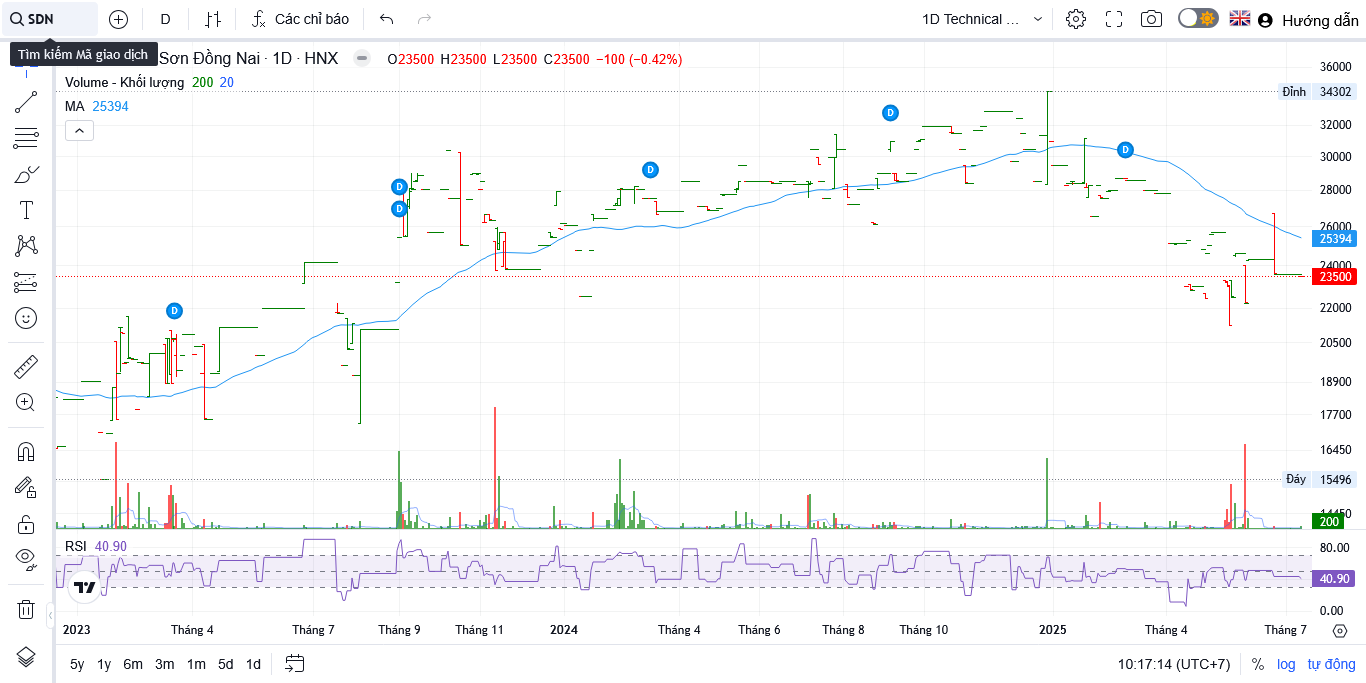 SDN
D
Các chỉ báo
1D Technical ...
Hướng dẫn
Tìm kiếm Mã giao dịch
Sơn Đồng Nai · 1D · HNX
O23500 H23500 L23500 C23500 −100 (−0.42%)
Volume - Khối lượng 200 20
MA 25394
36000
Đỉnh 34302
32000
30000
28000
26000
25394
24000
23500
22000
20500
18900
17700
16450
Đáy 15496
14450
200
D
D
D
D
D
D
RSI 40.90
80.00
40.90
0.00
2023 Tháng 4 Tháng 7 Tháng 9 Tháng 11 2024 Tháng 4 Tháng 6 Tháng 8 Tháng 10 2025 Tháng 4 Tháng 7
5y 1y 6m 3m 1m 5d 1d
10:17:14 (UTC+7) % log tự động